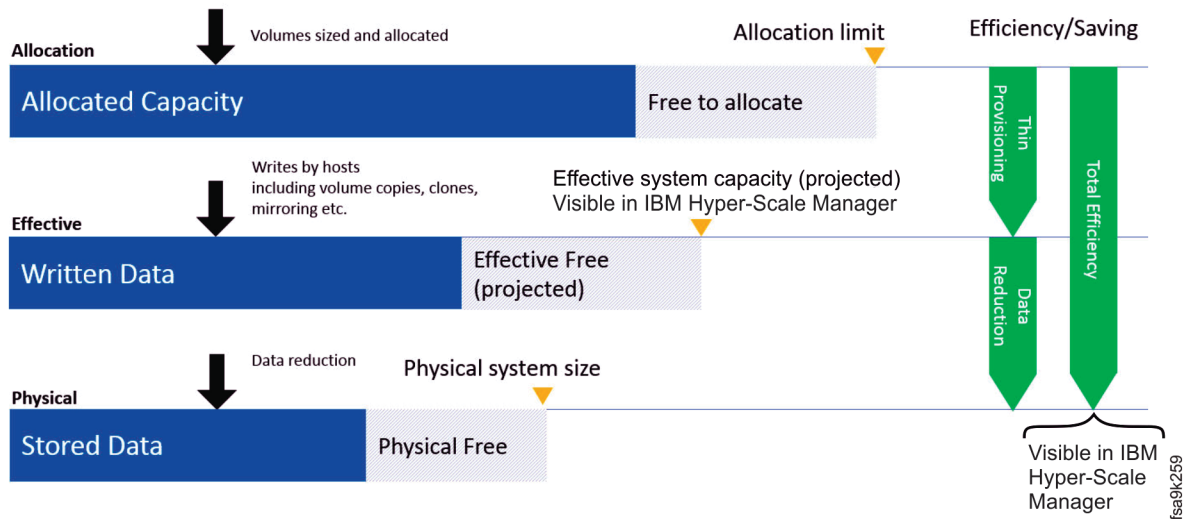 Volumes sized and allocated
Allocation limit
Efficiency/Saving
Allocation
Allocated Capacity
Free to allocate
Thin
Provisioning
Total Efficiency
Writes by hosts
including volume copies, clones,
mirroring etc.
Effective system capacity (projected)
Visible in IBM Hyper-Scale Manager
Effective
Written Data
Effective Free
(projected)
Data
Reduction
Data reduction
Physical system size
Physical
Stored Data
Physical Free
Visible in IBM
Hyper-Scale
Manager
fsa9k259